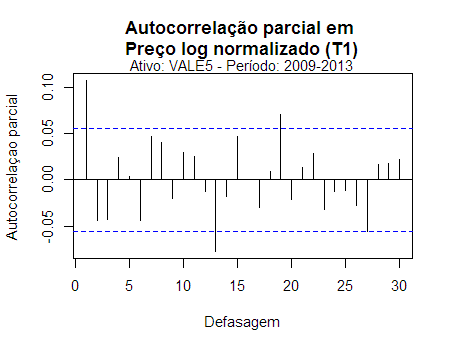 Autocorrelação parcial em
Preço log normalizado (T1)
Ativo: VALE5 - Período: 2009-2013
Autocorrelaçao parcial
0.10
0.05
0.00
-0.05
0 5 10 15 20 25 30
Defasagem